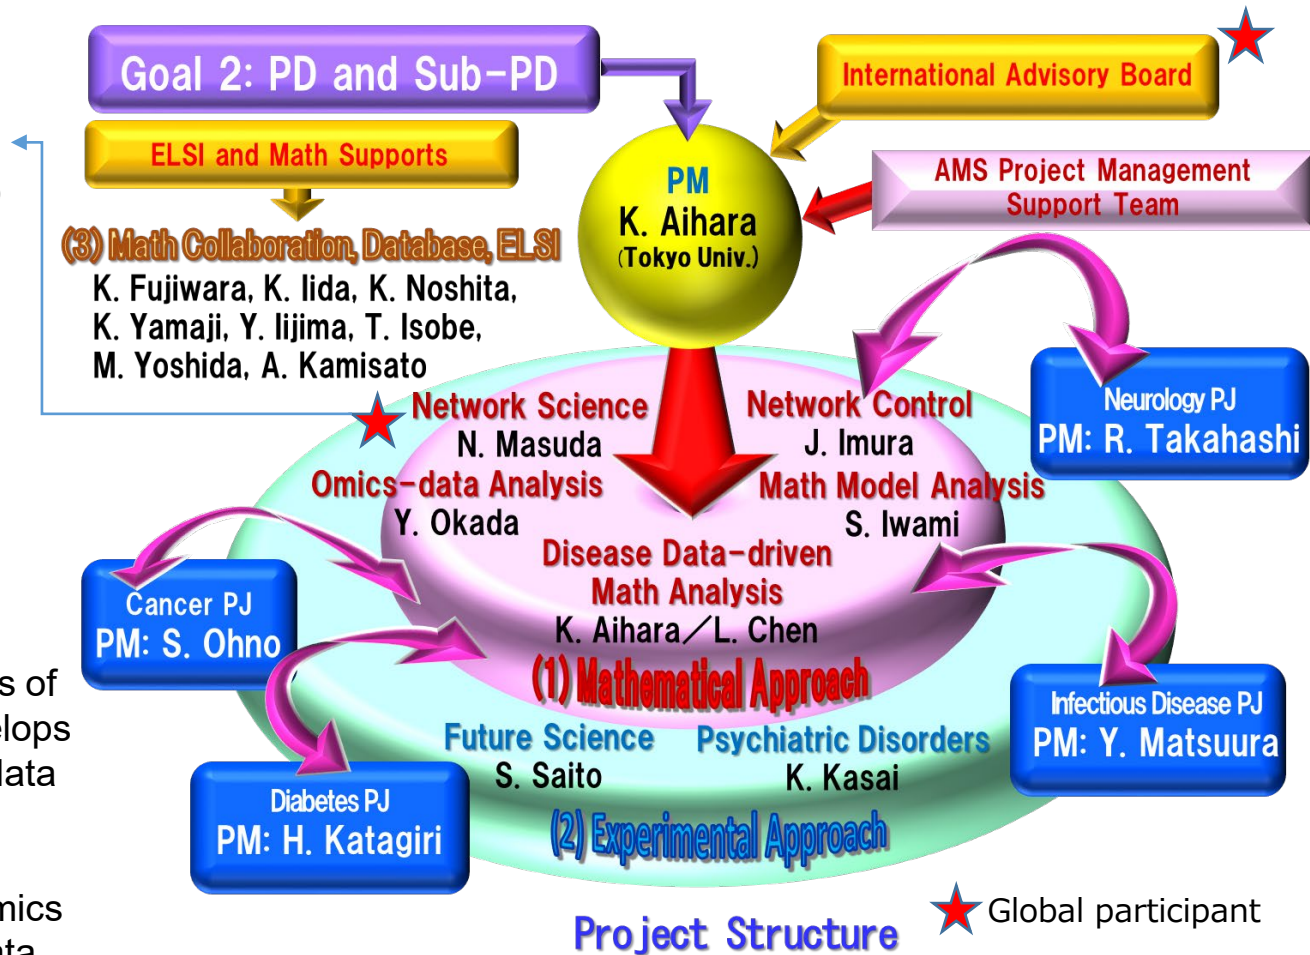 Goal 2: PD and Sub-PD
International Advisory Board
ELSI and Math Supports
AMS Project Management
Support Team
PM
K. Aihara
(Tokyo Univ.)
(3) Math Collaboration, Database, ELSI
K. Fujiwara, K. Iida, K. Noshita,
K. Yamaji, Y. Iijima, T. Isobe,
M. Yoshida, A. Kamisato
Network Science
N. Masuda
Network Control
J. Imura
Neurology PJ
PM: R. Takahashi
Omics-data Analysis
Y. Okada
Math Model Analysis
S. Iwami
Disease Data-driven
Math Analysis
K. Aihara／L. Chen
(1) Mathematical Approach
Cancer PJ
PM: S. Ohno
Infectious Disease PJ
PM: Y. Matsuura
Future Science
S. Saito
Psychiatric Disorders
K. Kasai
Diabetes PJ
PM: H. Katagiri
(2) Experimental Approach
s of
elops
data
mics
ata
Global participant
Project Structure